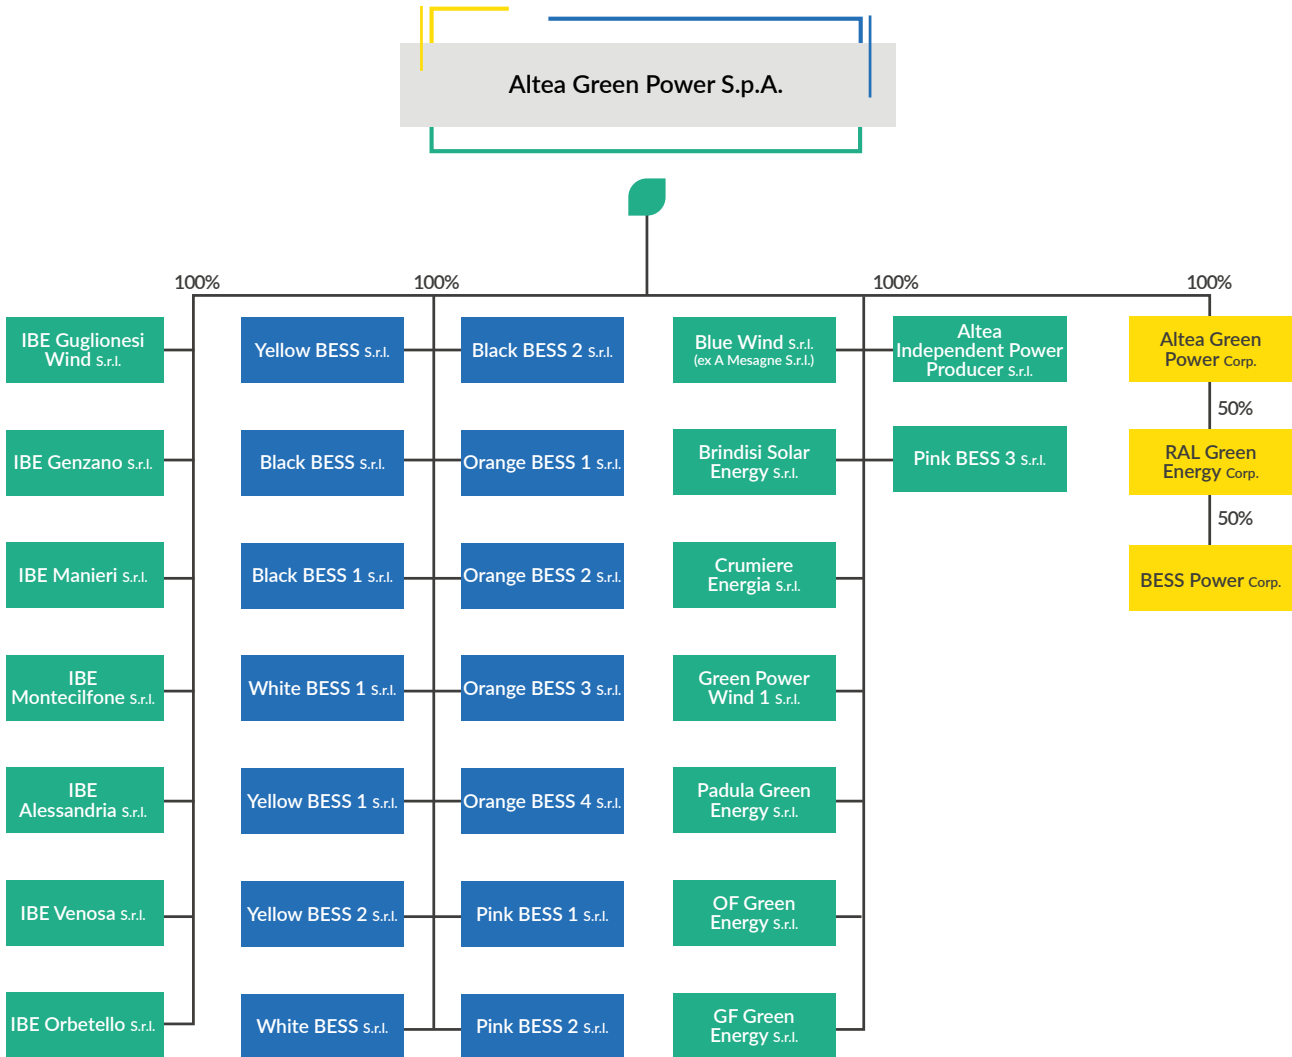 Altea Green Power S.p.A.
100%
100%
100%
100%
IBE Guglionesi
Wind S.r.l.
IBE Genzano S.r.l.
IBE Manieri S.r.l.
IBE
Montecilfone S.r.l.
IBE
Alessandria S.r.l.
IBE Venosa S.r.l.
IBE Orbetello S.r.l.
Yellow BESS S.r.l.
Black BESS S.r.l.
Black BESS 1 S.r.l.
White BESS 1 S.r.l.
Yellow BESS 1 S.r.l.
Yellow BESS 2 S.r.l.
White BESS S.r.l.
Black BESS 2 S.r.l.
Orange BESS 1 S.r.l.
Orange BESS 2 S.r.l.
Orange BESS 3 S.r.l.
Orange BESS 4 S.r.l.
Pink BESS 1 S.r.l.
Pink BESS 2 S.r.l.
Blue Wind S.r.l.
(ex A Mesagne S.r.l.)
Brindisi Solar
Energy S.r.l.
Crumiere
Energia S.r.l.
Green Power
Wind 1 S.r.l.
Padula Green
Energy S.r.l.
OF Green
Energy S.r.l.
GF Green
Energy S.r.l.
Altea
Independent Power
Producer S.r.l.
Pink BESS 3 S.r.l.
Altea Green
Power Corp.
50%
RAL Green
Energy Corp.
50%
BESS Power Corp.